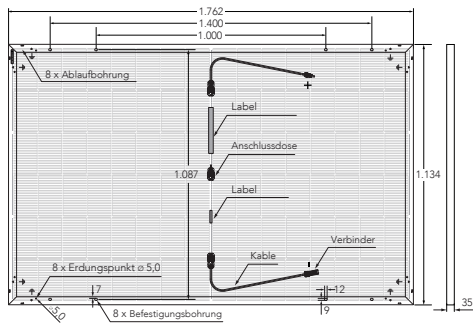 1.762
1.400
1.000
8 x Ablaufbohrung
+
Label
Anschlussdose
1.087
1.134
Label
Verbinder
-
Kable
8 x Erdungspunkt ⌀ 5,0
7
12
5,0
8 x Befestigungsbohrung
9
35